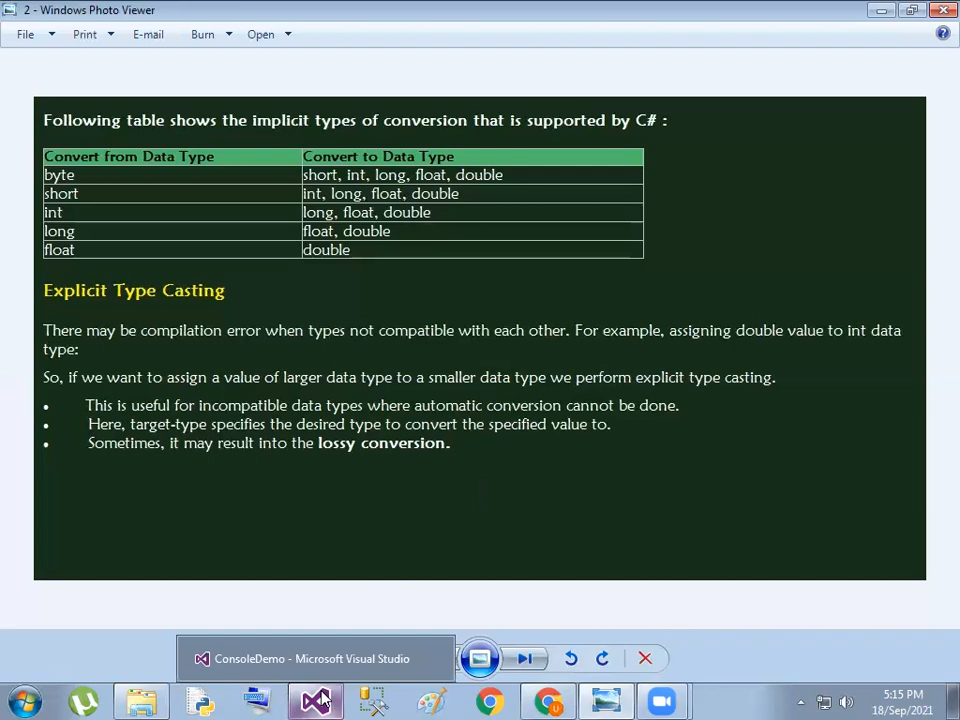 2 - Windows Photo Viewer
File Print E-mail Burn Open
Following table shows the implicit types of conversion that is supported by C# :
Convert from Data Type Convert to Data Type
byte short, int, long, float, double
short int, long, float, double
int long, float, double
long float, double
float double
Explicit Type Casting
There may be compilation error when types not compatible with each other. For example, assigning double value to int data
type:
So, if we want to assign a value of larger data type to a smaller data type we perform explicit type casting.
• This is useful for incompatible data types where automatic conversion cannot be done.
• Here, target-type specifies the desired type to convert the specified value to.
• Sometimes, it may result into the lossy conversion.
ConsoleDemo - Microsoft Visual Studio
5:15 PM
18/Sep/2021